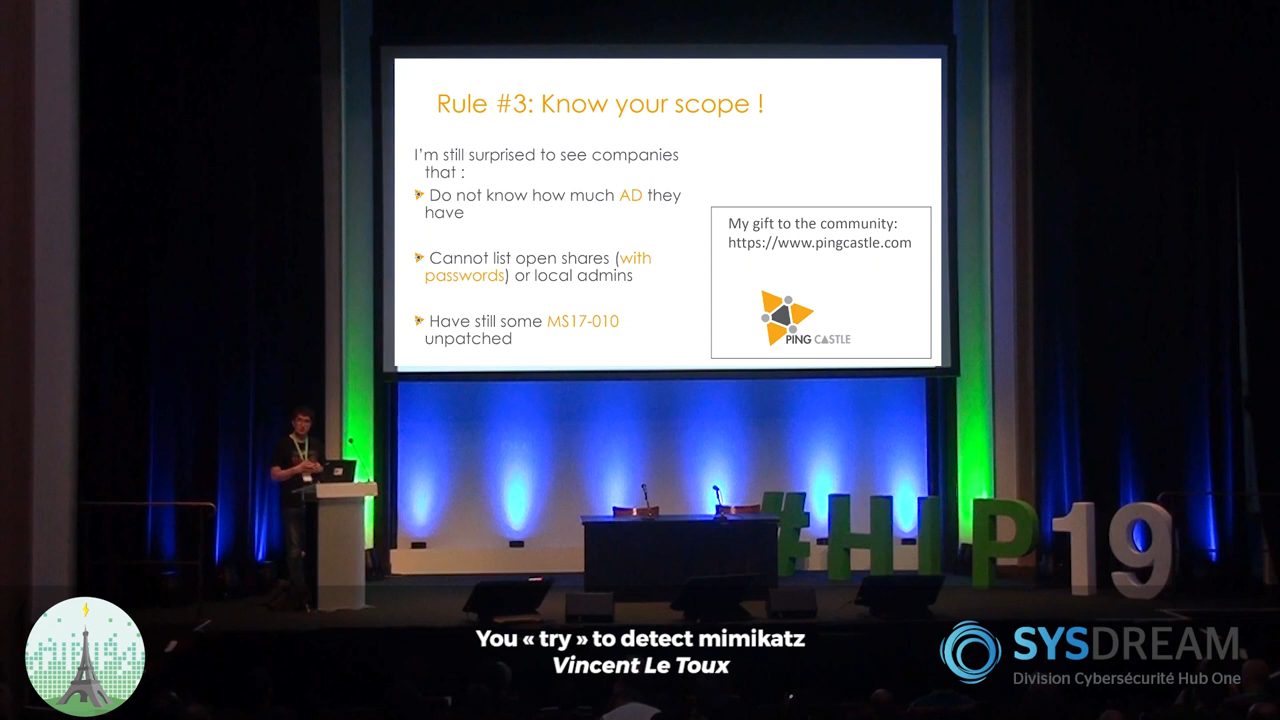 Rule #3: Know your scope !
I'm still surprised to see companies
that :
Do not know how much AD they
have
Cannot list open shares (with
passwords) or local admins
Have still some MS17-010
unpatched
My gift to the community:
https://www.pingcastle.com
PING CASTLE
#HIP19
You « try » to detect mimikatz
Vincent Le Toux
SYSDREAM
Division Cybersécurité Hub One